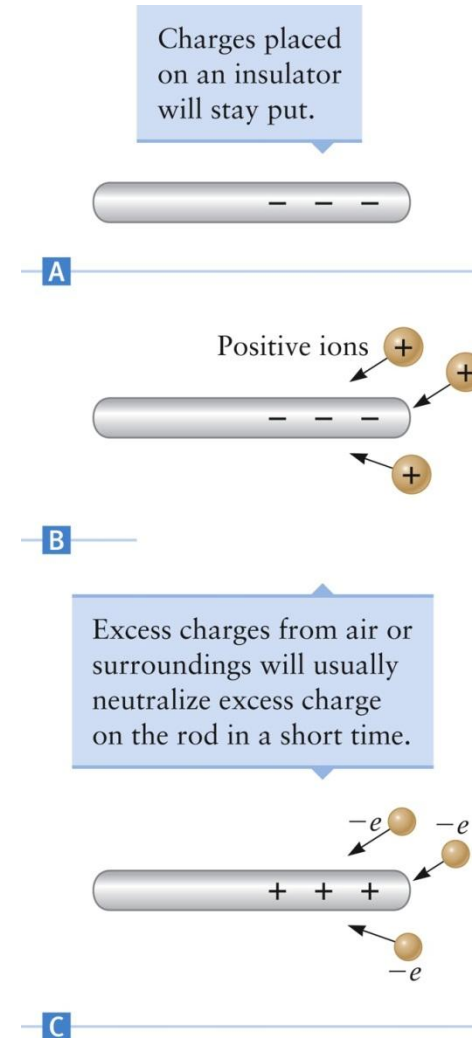 Charges placed
on an insulator
will stay put.
− − −
A
Positive ions + +
− − −
+
B
Excess charges from air or
surroundings will usually
neutralize excess charge
on the rod in a short time.
−e −e
+ + +
−e
C